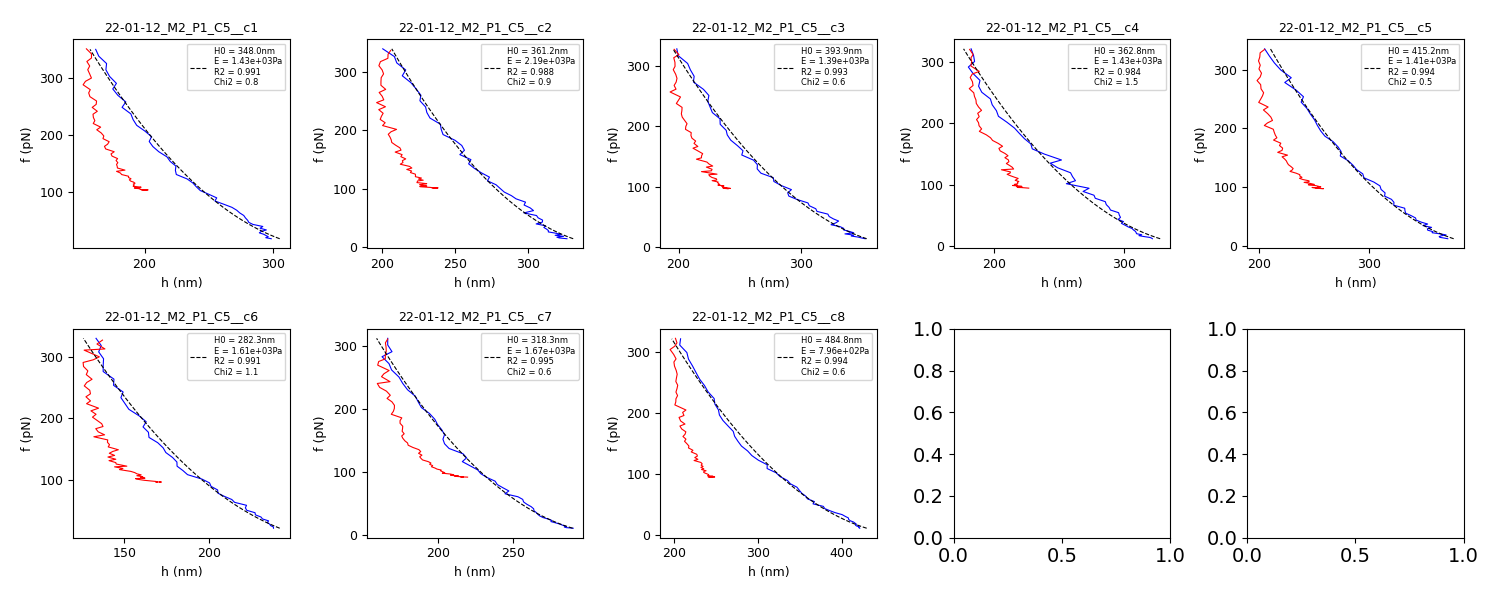 22-01-12_M2_P1_C5__c1
H0 = 348.0nm
E = 1.43e+03Pa
R2 = 0.991
Chi2 = 0.8
f (pN)
300
200
100
200
300
h (nm)
22-01-12_M2_P1_C5__c2
H0 = 361.2nm
E = 2.19e+03Pa
R2 = 0.988
Chi2 = 0.9
f (pN)
300
200
100
0
200
250
300
h (nm)
22-01-12_M2_P1_C5__c3
H0 = 393.9nm
E = 1.39e+03Pa
R2 = 0.993
Chi2 = 0.6
f (pN)
300
200
100
0
200
300
h (nm)
22-01-12_M2_P1_C5__c4
H0 = 362.8nm
E = 1.43e+03Pa
R2 = 0.984
Chi2 = 1.5
f (pN)
300
200
100
0
200
300
h (nm)
22-01-12_M2_P1_C5__c5
H0 = 415.2nm
E = 1.41e+03Pa
R2 = 0.994
Chi2 = 0.5
f (pN)
300
200
100
0
200
300
h (nm)
22-01-12_M2_P1_C5__c6
H0 = 282.3nm
E = 1.61e+03Pa
R2 = 0.991
Chi2 = 1.1
f (pN)
300
200
100
150
200
h (nm)
22-01-12_M2_P1_C5__c7
H0 = 318.3nm
E = 1.67e+03Pa
R2 = 0.995
Chi2 = 0.6
f (pN)
300
200
100
0
200
250
h (nm)
22-01-12_M2_P1_C5__c8
H0 = 484.8nm
E = 7.96e+02Pa
R2 = 0.994
Chi2 = 0.6
f (pN)
300
200
100
0
200
300
400
h (nm)
1.0
0.8
0.6
0.4
0.2
0.0
0.0
0.5
1.0
1.0
0.8
0.6
0.4
0.2
0.0
0.0
0.5
1.0